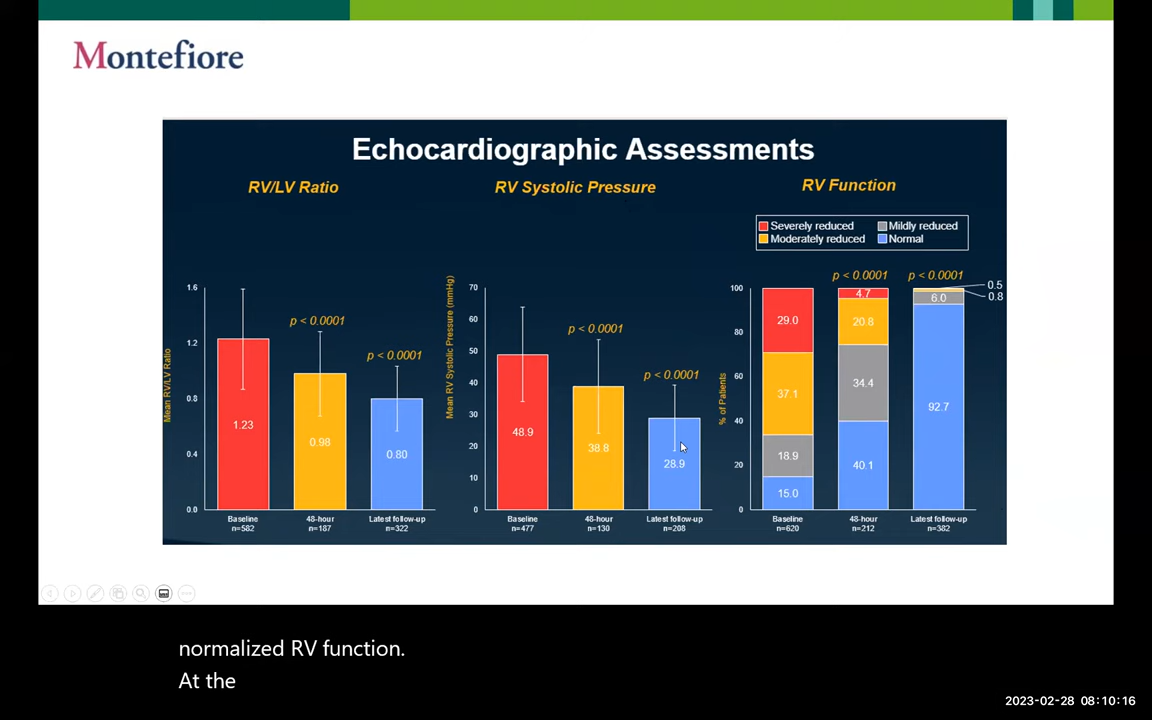 Montefiore
Echocardiographic Assessments
RV/LV Ratio
Mean RV/LV Ratio
1.6
1.2
0.8
0.4
0.0
p < 0.0001
p < 0.0001
1.23
0.98
0.80
Baseline
n=582
48-hour
n=187
Latest follow-up
n=322
RV Systolic Pressure
Mean RV Systolic Pressure (mmHg)
70
60
50
40
30
20
10
0
p < 0.0001
p < 0.0001
48.9
38.8
28.9
Baseline
n=477
48-hour
n=130
Latest follow-up
n=208
RV Function
Severely reduced
Mildly reduced
Moderately reduced
Normal
% of Patients
100
80
60
40
20
0
p < 0.0001
p < 0.0001
29.0
37.1
18.9
15.0
4.7
20.8
34.4
40.1
0.5
0.8
6.0
92.7
Baseline
n=620
48-hour
n=212
Latest follow-up
n=382
normalized RV function.
At the
2023-02-28 08:10:16